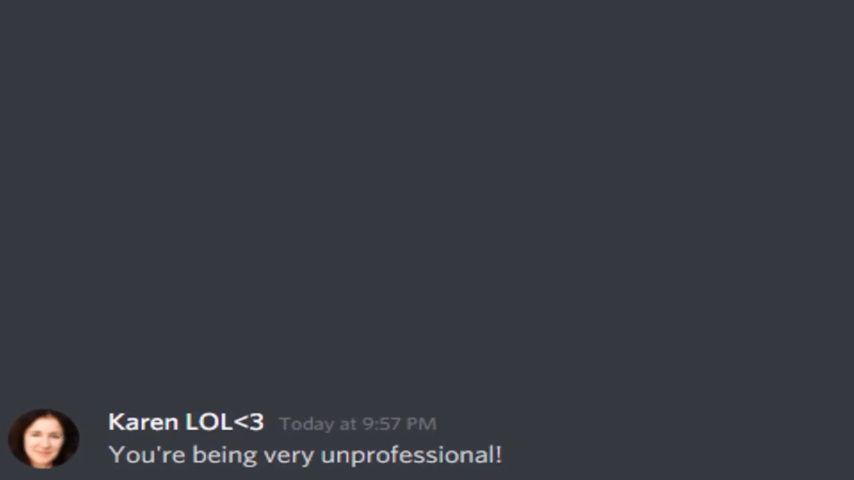 Karen LOL<3 Today at 9:57 PM
You're being very unprofessional!